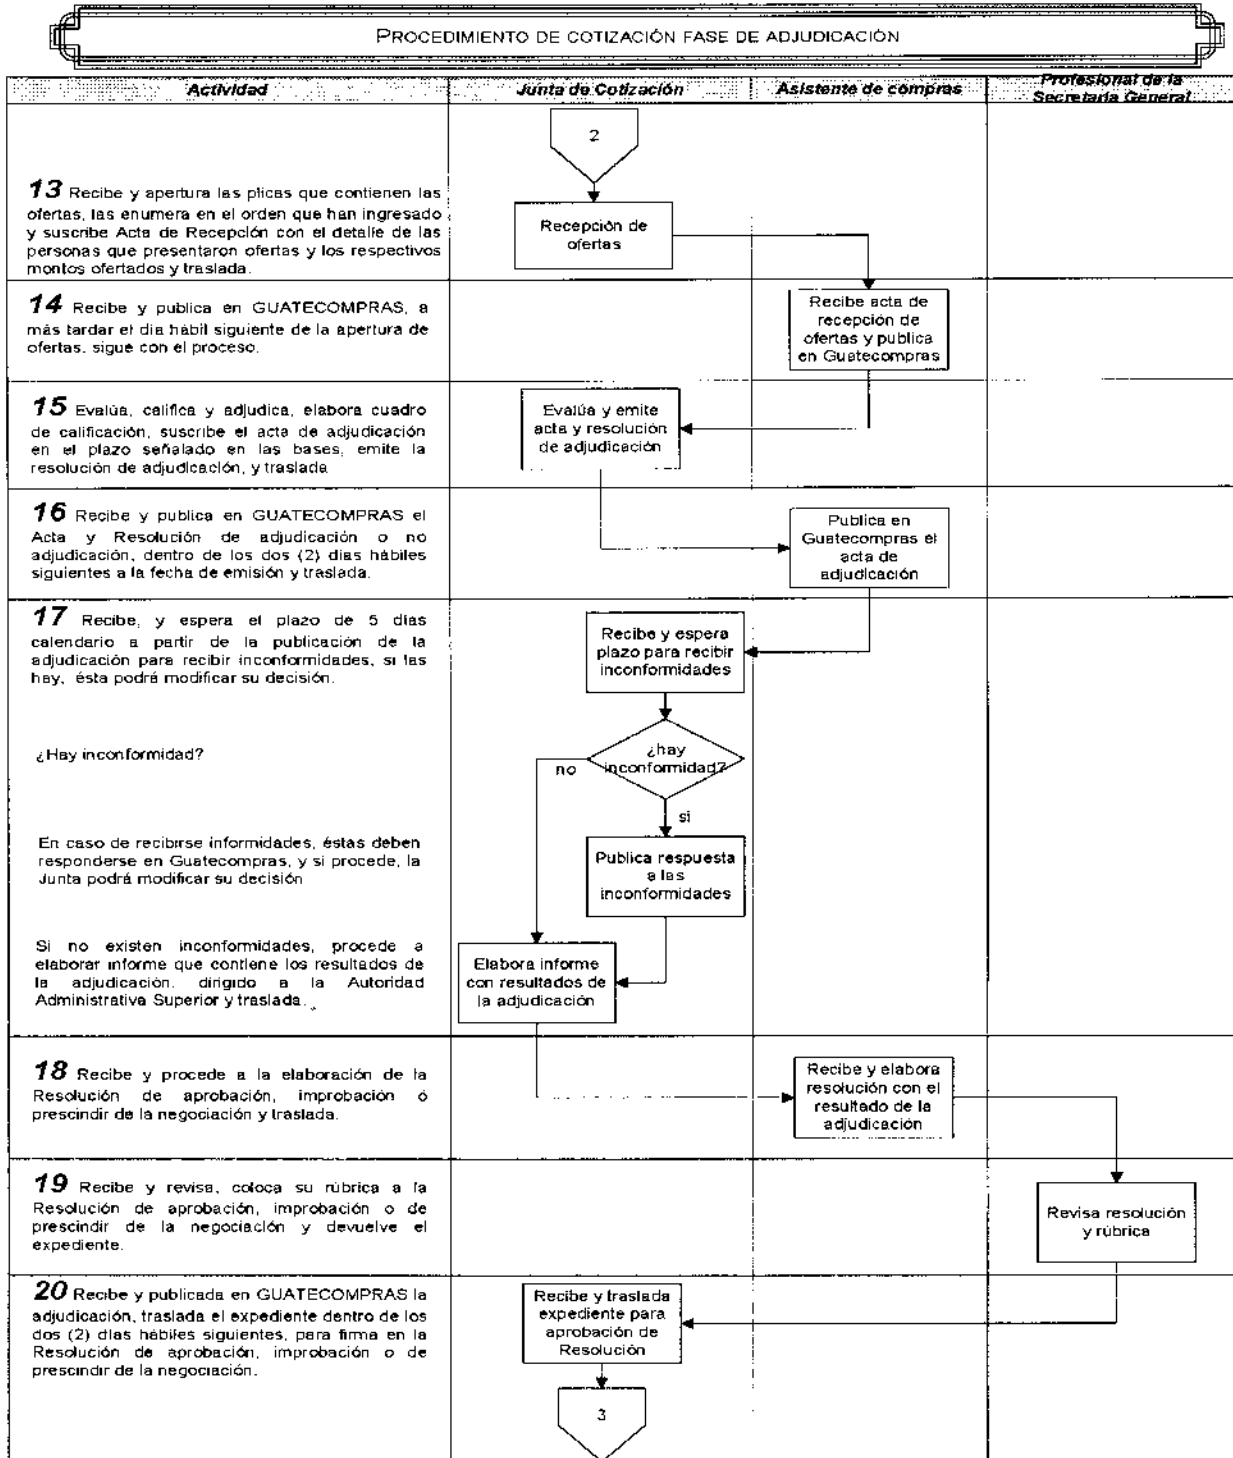 PROCEDIMIENTO DE COTIZACIÓN FASE DE ADJUDICACIÓN
Actividad
Junta de Cotización
Asistente de compras
Profesional de la
Secretaría General
2
13 Recibe y apertura las plicas que contienen las
ofertas, las enumera en el orden que han ingresado
y suscribe Acta de Recepción con el detalle de las
personas que presentaron ofertas y los respectivos
montos ofertados y traslada.
Recepción de
ofertas
14 Recibe y publica en GUATECOMPRAS, a
más tardar el día hábil siguiente de la apertura de
ofertas, sigue con el proceso.
Recibe acta de
recepción de
ofertas y publica
en Guatecompras
15 Evalúa, califica y adjudica, elabora cuadro
de calificación, suscribe el acta de adjudicación
en el plazo señalado en las bases, emite la
resolución de adjudicación, y traslada
Evalúa y emite
acta y resolución
de adjudicación
16 Recibe y publica en GUATECOMPRAS el
Acta y Resolución de adjudicación o no
adjudicación, dentro de los dos (2) días hábiles
siguientes a la fecha de emisión y traslada.
Publica en
Guatecompras el
acta de
adjudicación
17 Recibe, y espera el plazo de 5 días
calendario a partir de la publicación de la
adjudicación para recibir inconformidades, si las
hay, ésta podrá modificar su decisión.
Recibe y espera
plazo para recibir
inconformidades
¿Hay inconformidad?
¿hay
inconformidad?
no
si
En caso de recibirse informidades, éstas deben
responderse en Guatecompras, y si procede, la
Junta podrá modificar su decisión
Publica respuesta
a las
inconformidades
Si no existen inconformidades, procede a
elaborar informe que contiene los resultados de
la adjudicación, dirigido a la Autoridad
Administrativa Superior y traslada.
Elabora informe
con resultados de
la adjudicación
18 Recibe y procede a la elaboración de la
Resolución de aprobación, improbación ó
prescindir de la negociación y traslada.
Recibe y elabora
resolución con el
resultado de la
adjudicación
19 Recibe y revisa, coloca su rúbrica a la
Resolución de aprobación, improbación o de
prescindir de la negociación y devuelve el
expediente.
Revisa resolución
y rúbrica
20 Recibe y publicada en GUATECOMPRAS la
adjudicación, traslada el expediente dentro de los
dos (2) días hábiles siguientes, para firma en la
Resolución de aprobación, improbación o de
prescindir de la negociación.
Recibe y traslada
expediente para
aprobación de
Resolución
3